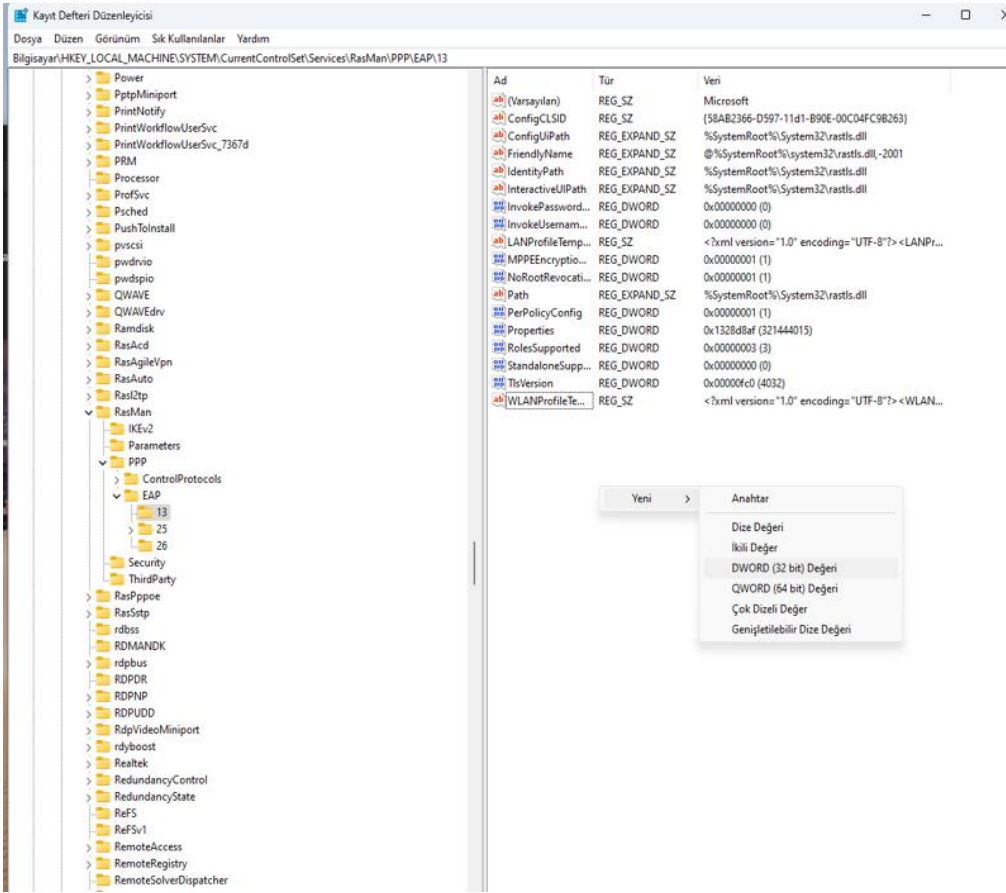 Kayıt Defteri Düzenleyicisi
Dosya Düzen Görünüm Sık Kullanılanlar Yardım
Bilgisayar\HKEY_LOCAL_MACHINE\SYSTEM\CurrentControlSet\Services\RasMan\PPP\EAP\13
Power
PptpMiniport
PrintNotify
PrintWorkflowUserSvc
PrintWorkflowUserSvc_7367d
PRM
Processor
ProfSvc
Psched
PushToInstall
pvscsi
pwdrvio
pwdspio
QWAVE
QWAVEdrv
Ramdisk
RasAcd
RasAgileVpn
RasAuto
Rasl2tp
RasMan
IKEv2
Parameters
PPP
ControlProtocols
EAP
13
25
26
Security
ThirdParty
RasPppoe
RasSstp
rdbss
RDMANDK
rdpbus
RDPDR
RDPNP
RDPUDD
RdpVideoMiniport
rdyboost
Realtek
RedundancyControl
RedundancyState
ReFS
ReFSv1
RemoteAccess
RemoteRegistry
RemoteSolverDispatcher
Ad Tür Veri
(Varsayılan) REG_SZ Microsoft
ConfigCLSID REG_SZ {58AB2366-D597-11d1-B90E-00C04FC9B263}
ConfigUiPath REG_EXPAND_SZ %SystemRoot%\System32\rastls.dll
FriendlyName REG_EXPAND_SZ @%SystemRoot%\system32\rastls.dll,-2001
IdentityPath REG_EXPAND_SZ %SystemRoot%\System32\rastls.dll
InteractiveUIPath REG_EXPAND_SZ %SystemRoot%\System32\rastls.dll
InvokePassword... REG_DWORD 0x00000000 (0)
InvokeUsernam... REG_DWORD 0x00000000 (0)
LANProfileTemp... REG_SZ <?xml version="1.0" encoding="UTF-8"?><LANPr...
MPPEEncryptio... REG_DWORD 0x00000001 (1)
NoRootRevocati... REG_DWORD 0x00000001 (1)
Path REG_EXPAND_SZ %SystemRoot%\System32\rastls.dll
PerPolicyConfig REG_DWORD 0x00000001 (1)
Properties REG_DWORD 0x1328d8af (321444015)
RolesSupported REG_DWORD 0x00000003 (3)
StandaloneSupp... REG_DWORD 0x00000000 (0)
TlsVersion REG_DWORD 0x00000fc0 (4032)
WLANProfileTe... REG_SZ <?xml version="1.0" encoding="UTF-8"?><WLAN...
Yeni
Anahtar
Dize Değeri
İkili Değer
DWORD (32 bit) Değeri
QWORD (64 bit) Değeri
Çok Dizeli Değer
Genişletilebilir Dize Değeri